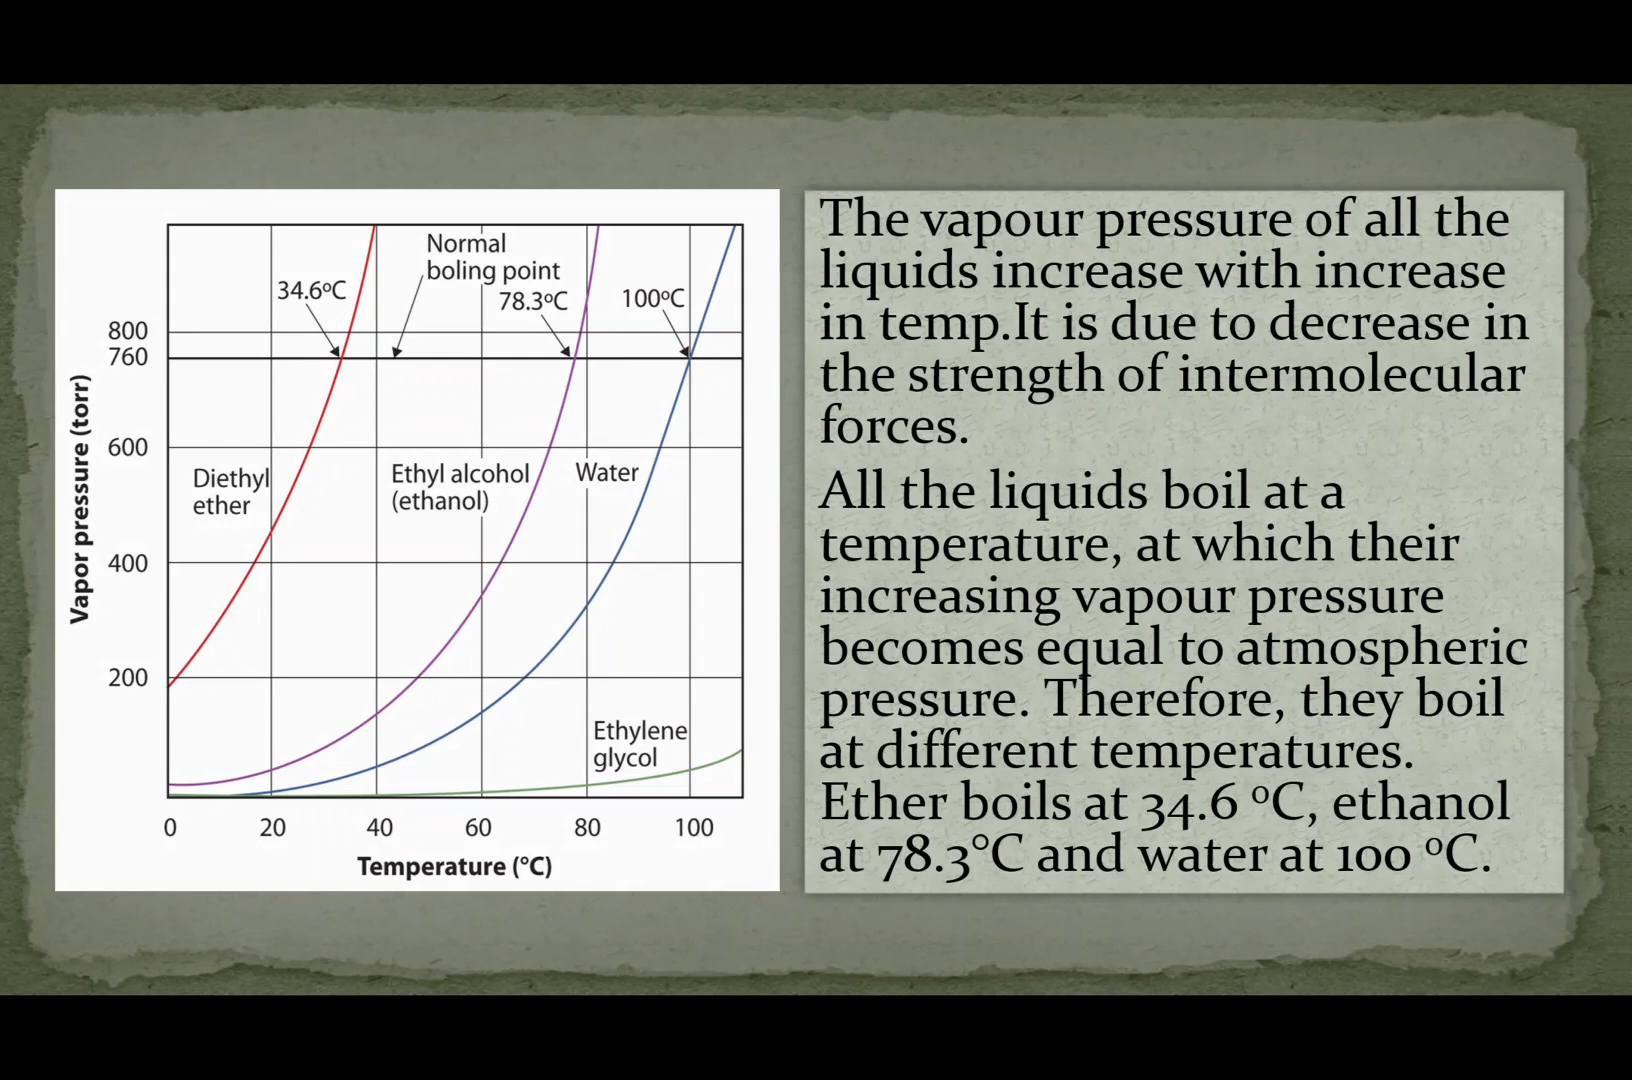 Normal
boling point
34.6ºC
78.3ºC
100ºC
800
760
600
400
200
Vapor pressure (torr)
Diethyl
ether
Ethyl alcohol
(ethanol)
Water
Ethylene
glycol
0 20 40 60 80 100
Temperature (°C)
The vapour pressure of all the
liquids increase with increase
in temp.It is due to decrease in
the strength of intermolecular
forces.
All the liquids boil at a
temperature, at which their
increasing vapour pressure
becomes equal to atmospheric
pressure. Therefore, they boil
at different temperatures.
Ether boils at 34.6 ºC, ethanol
at 78.3°C and water at 100 ºC.